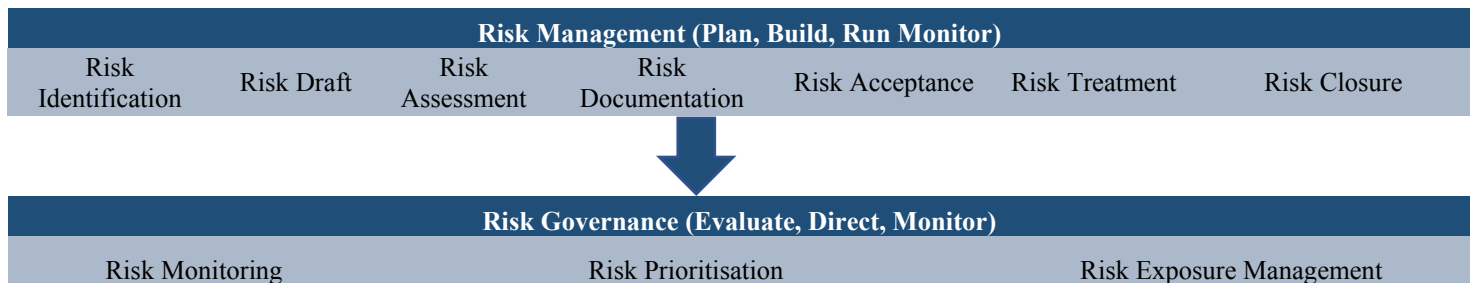 Risk Management (Plan, Build, Run Monitor)
Risk
Identification
Risk Draft
Risk
Assessment
Risk
Documentation
Risk Acceptance
Risk Treatment
Risk Closure
Risk Governance (Evaluate, Direct, Monitor)
Risk Monitoring
Risk Prioritisation
Risk Exposure Management